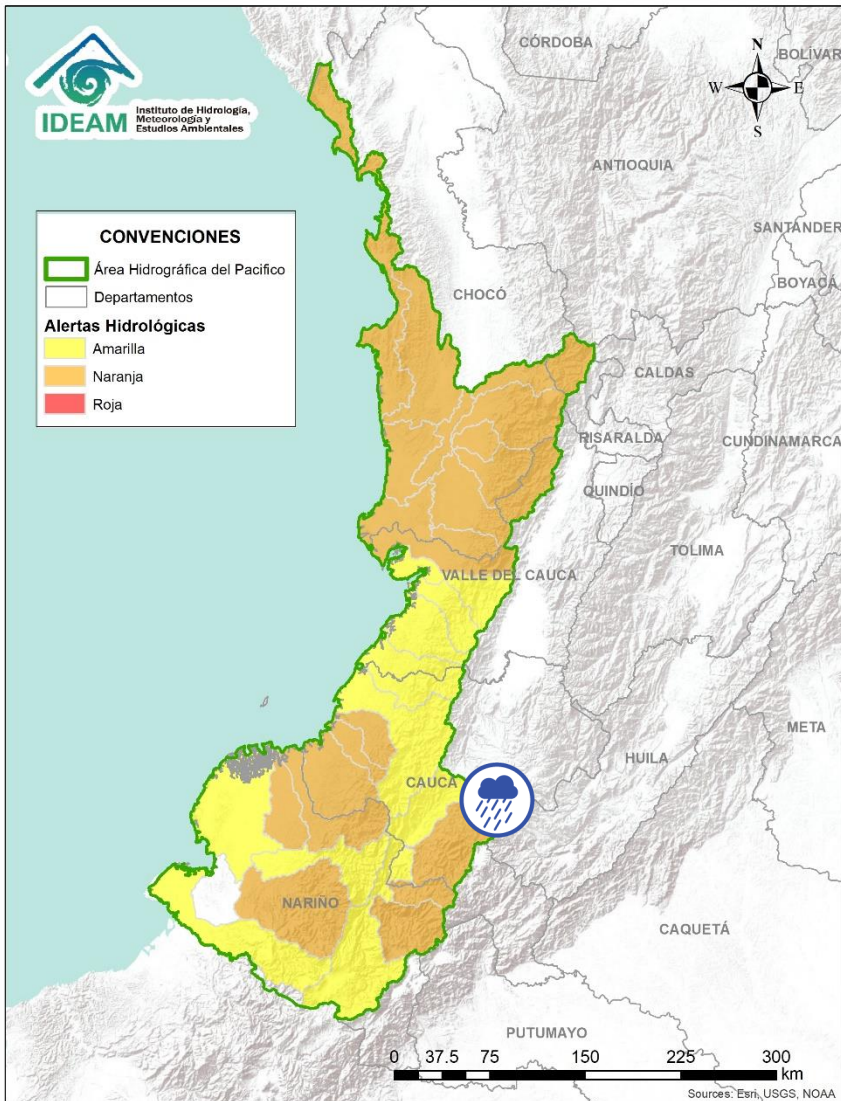 IDEAM
Instituto de Hidrología,
Meteorología y
Estudios Ambientales
CÓRDOBA
BOLÍVAR
N
W
E
S
ANTIOQUIA
SANTANDER
BOYACÁ
CONVENCIONES
Área Hidrográfica del Pacifico
Departamentos
Alertas Hidrológicas
Amarilla
Naranja
Roja
CHOCÓ
CALDAS
RISARALDA
CUNDINAMARCA
QUINDÍO
TOLIMA
VALLE DEL CAUCA
META
HUILA
CAUCA
NARIÑO
CAQUETÁ
PUTUMAYO
0 37.5 75 150 225 300
km
Sources: Esri, USGS, NOAA